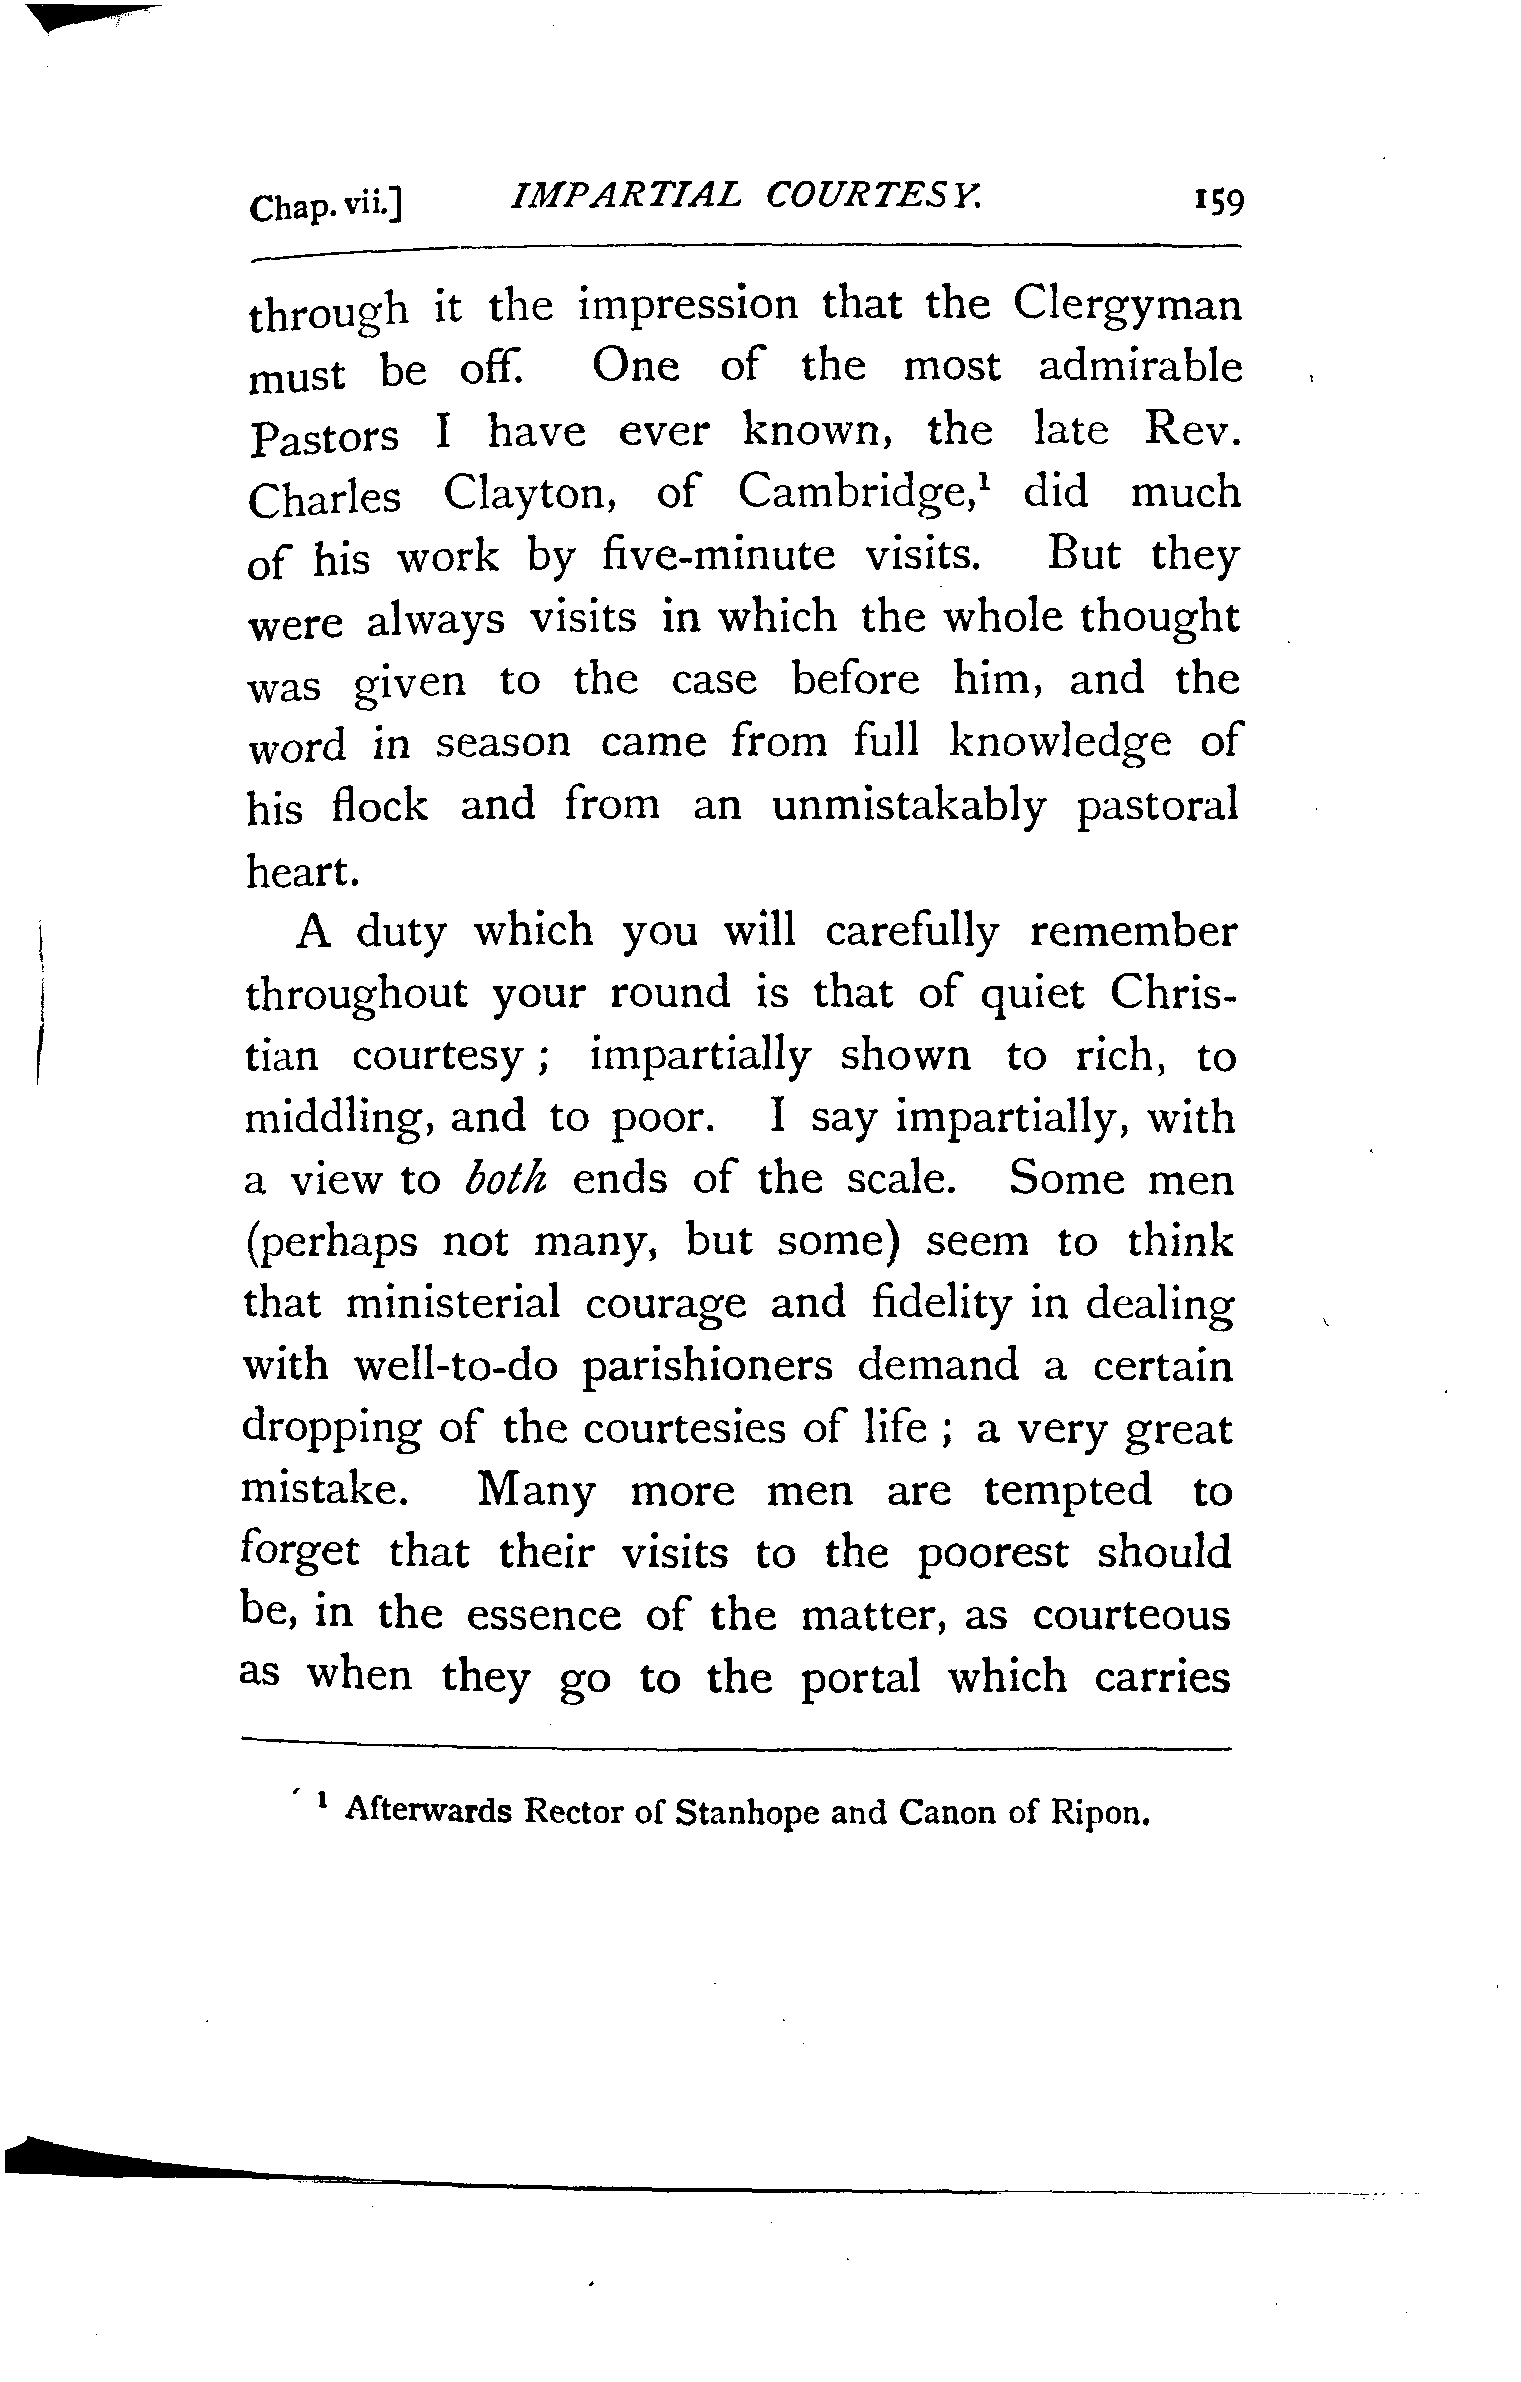 Chap. vii.] IMPARTIAL COURTESY. 159
through it the impression that the Clergyman
must be off. One of the most admirable
Pastors I have ever known, the late Rev.
Charles Clayton, of Cambridge,¹ did much
of his work by five-minute visits. But they
were always visits in which the whole thought
was given to the case before him, and the
word in season came from full knowledge of
his flock and from an unmistakably pastoral
heart.
A duty which you will carefully remember
throughout your round is that of quiet Chris-
tian courtesy ; impartially shown to rich, to
middling, and to poor. I say impartially, with
a view to both ends of the scale. Some men
(perhaps not many, but some) seem to think
that ministerial courage and fidelity in dealing
with well-to-do parishioners demand a certain
dropping of the courtesies of life ; a very great
mistake. Many more men are tempted to
forget that their visits to the poorest should
be, in the essence of the matter, as courteous
as when they go to the portal which carries
¹ Afterwards Rector of Stanhope and Canon of Ripon.